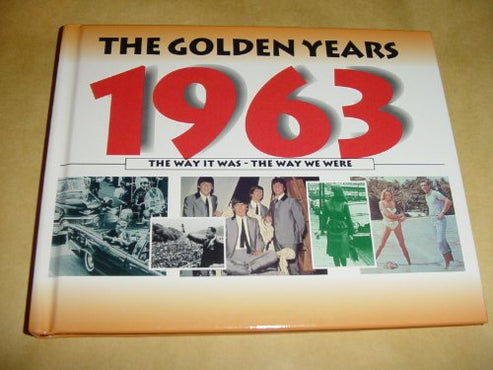 THE GOLDEN YEARS
1963
THE WAY IT WAS - THE WAY WE WERE